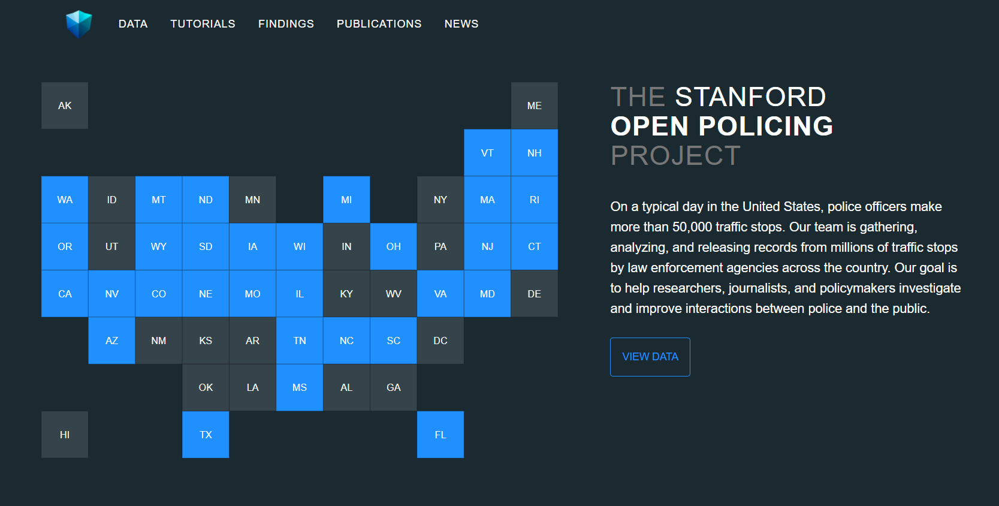 DATA TUTORIALS FINDINGS PUBLICATIONS NEWS
AK ME
VT NH
WA ID MT ND MN MI NY MA RI
OR UT WY SD IA WI IN OH PA NJ CT
CA NV CO NE MO IL KY WV VA MD DE
AZ NM KS AR TN NC SC DC
OK LA MS AL GA
HI TX FL
THE STANFORD
OPEN POLICING
PROJECT
On a typical day in the United States, police officers make
more than 50,000 traffic stops. Our team is gathering,
analyzing, and releasing records from millions of traffic stops
by law enforcement agencies across the country. Our goal is
to help researchers, journalists, and policymakers investigate
and improve interactions between police and the public.
VIEW DATA